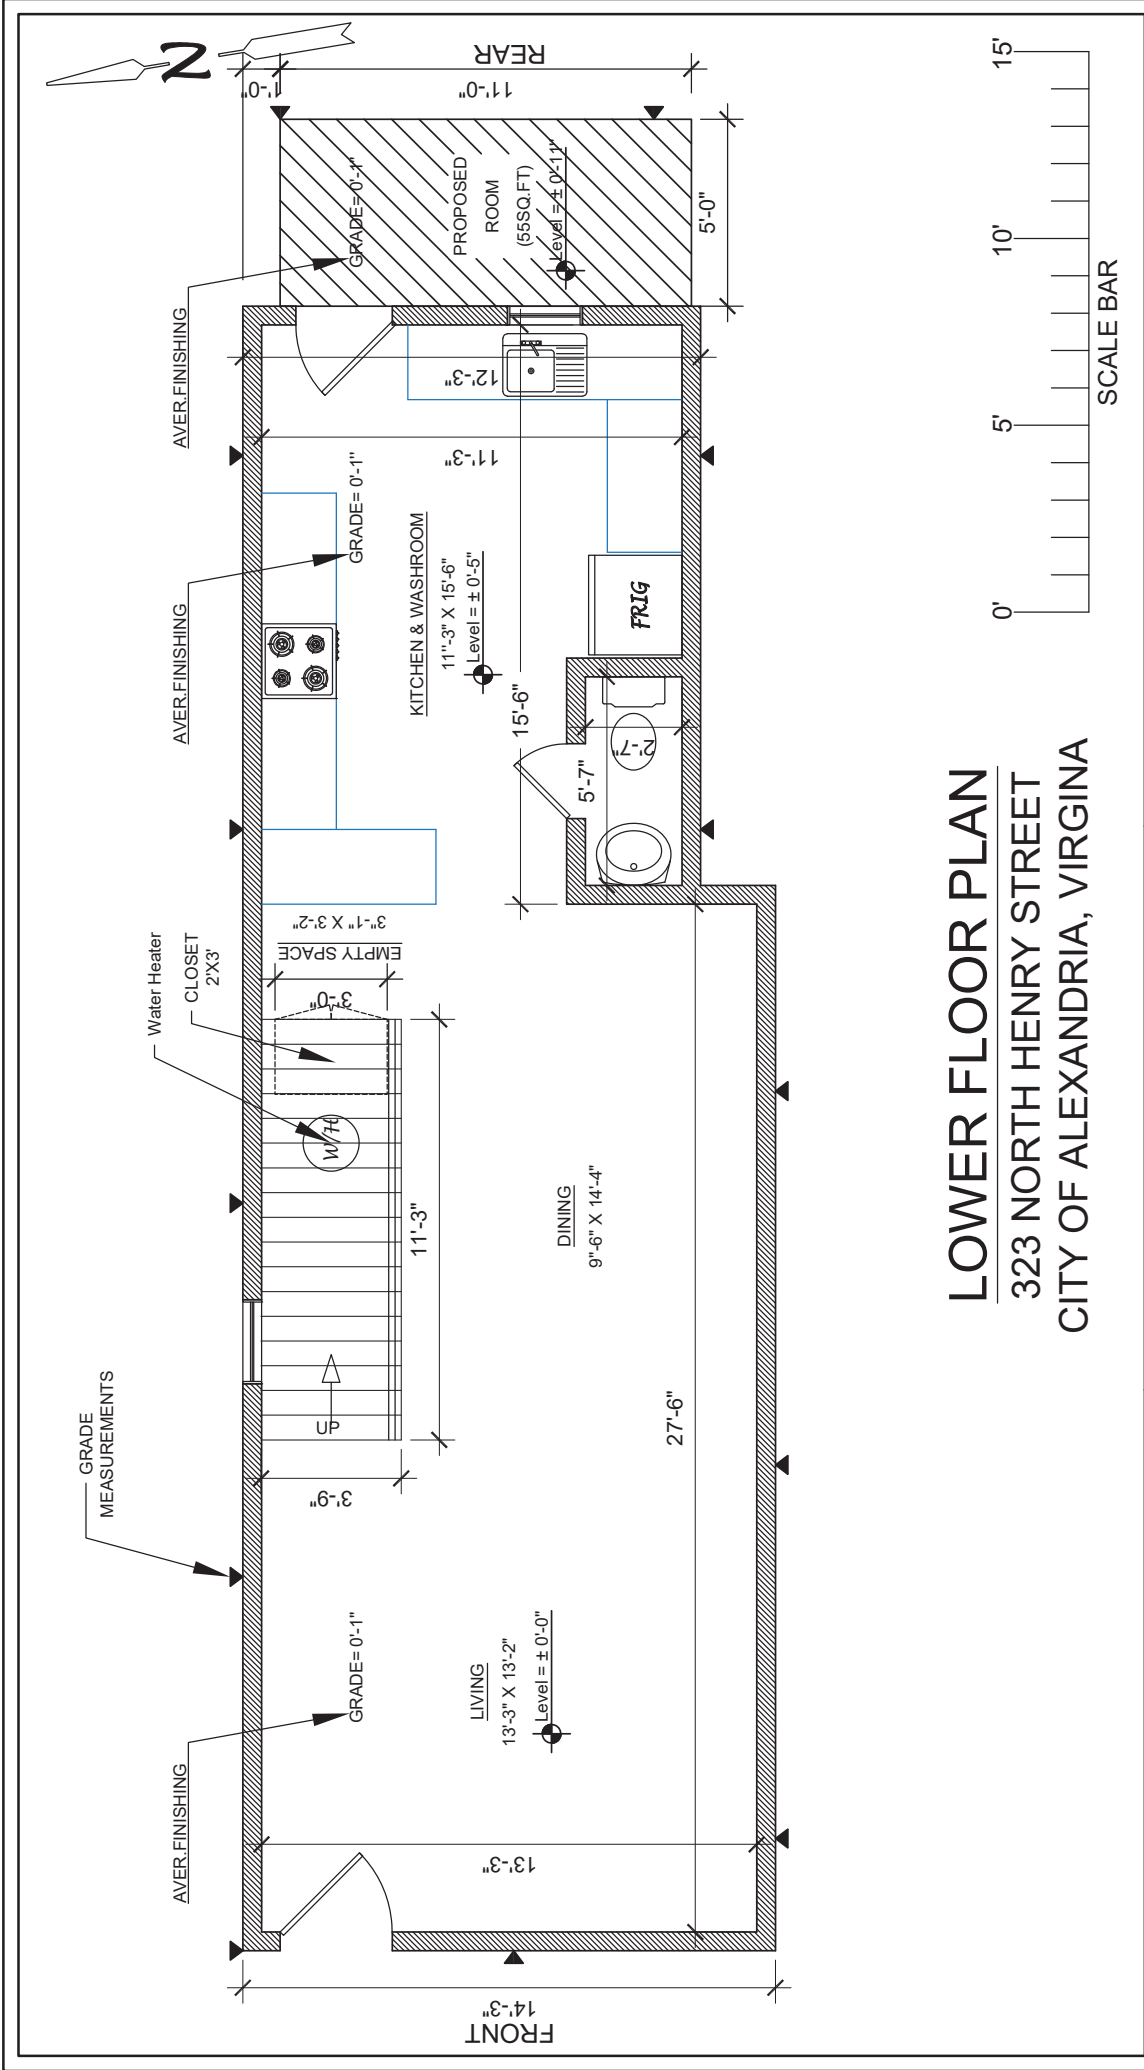 LOWER FLOOR PLAN
323 NORTH HENRY STREET
CITY OF ALEXANDRIA, VIRGINA
FRONT
14'-3"
REAR
1'-0"
11'-0"
N
GRADE
MEASUREMENTS
AVER.FINISHING
GRADE= 0'-1"
LIVING
13'-3" X 13'-2"
Level = ± 0'-0"
13'-3"
27'-6"
3'-9"
UP
11'-3"
DINING
9"-6" X 14'-4"
Water Heater
W/H
CLOSET
2'X3'
3'-0"
EMPTY SPACE
3"-1" X 3'-2"
AVER.FINISHING
GRADE= 0'-1"
KITCHEN & WASHROOM
11"-3" X 15'-6"
Level = ± 0'-5"
15'-6"
5'-7"
2'-7"
FRIG
11'-3"
12'-3"
AVER.FINISHING
GRADE= 0'-1"
PROPOSED
ROOM
(55SQ.FT)
Level = ± 0'-11"
5'-0"
0'
5'
10'
15'
SCALE BAR